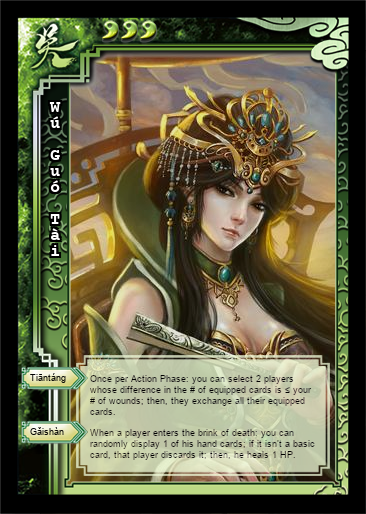 吳
Wú Guó Tài
Tiāntáng
Once per Action Phase: you can select 2 players
whose difference in the # of equipped cards is ≤ your
# of wounds; then, they exchange all their equipped
cards.
Gǎishàn
When a player enters the brink of death: you can
randomly display 1 of his hand cards; if it isn't a basic
card, that player discards it; then, he heals 1 HP.